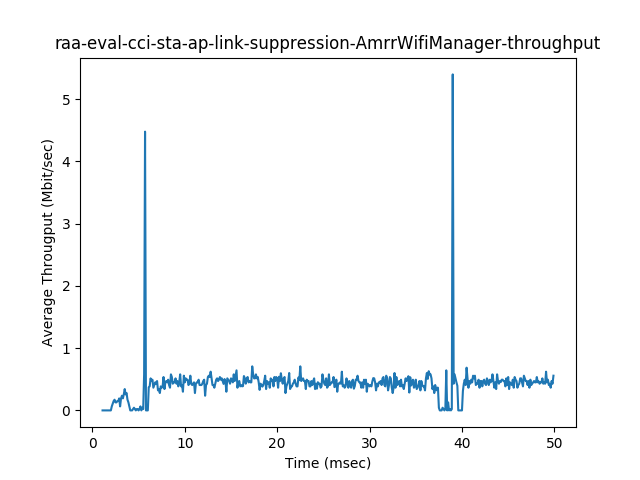 raa-eval-cci-sta-ap-link-suppression-AmrrWifiManager-throughput
5
4
3
2
1
0
Average Througput (Mbit/sec)
0 10 20 30 40 50
Time (msec)